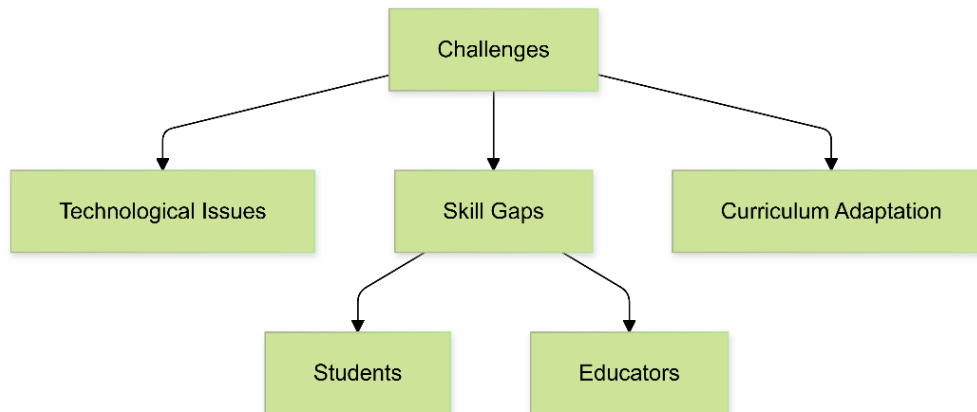 Challenges
Technological Issues
Skill Gaps
Curriculum Adaptation
Students
Educators